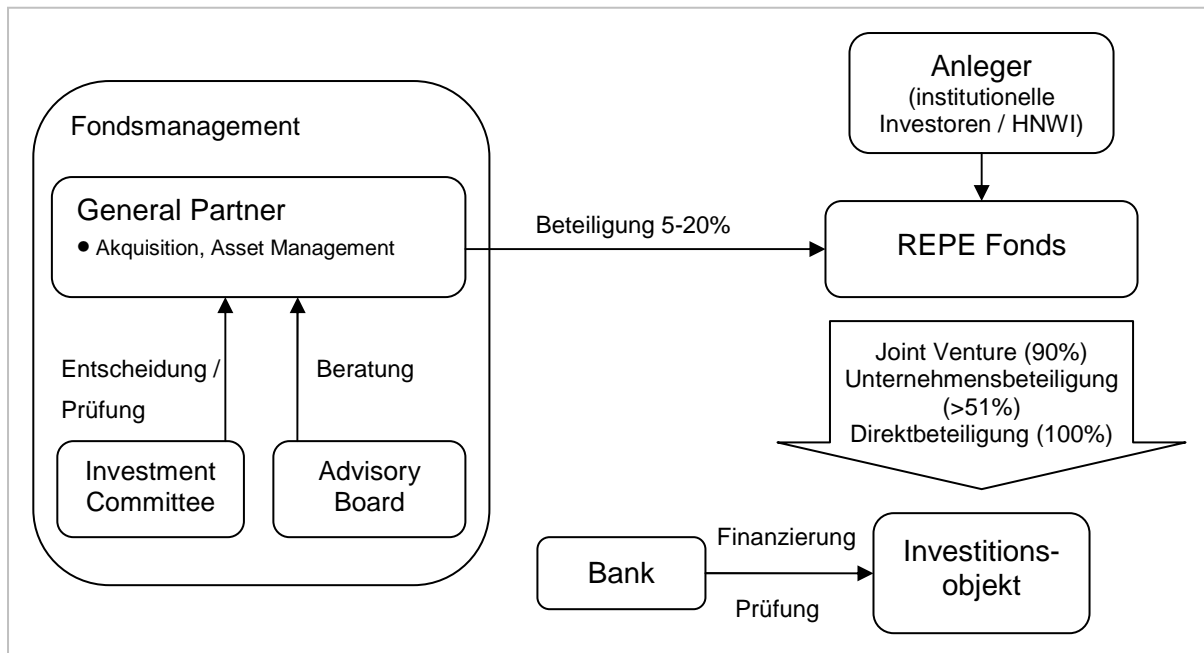 Fondsmanagement
General Partner
• Akquisition, Asset Management
Entscheidung /
Prüfung
Beratung
Investment
Committee
Advisory
Board
Beteiligung 5-20%
Anleger
(institutionelle
Investoren / HNWI)
REPE Fonds
Joint Venture (90%)
Unternehmensbeteiligung
(>51%)
Direktbeteiligung (100%)
Bank
Finanzierung
Prüfung
Investitions-
objekt